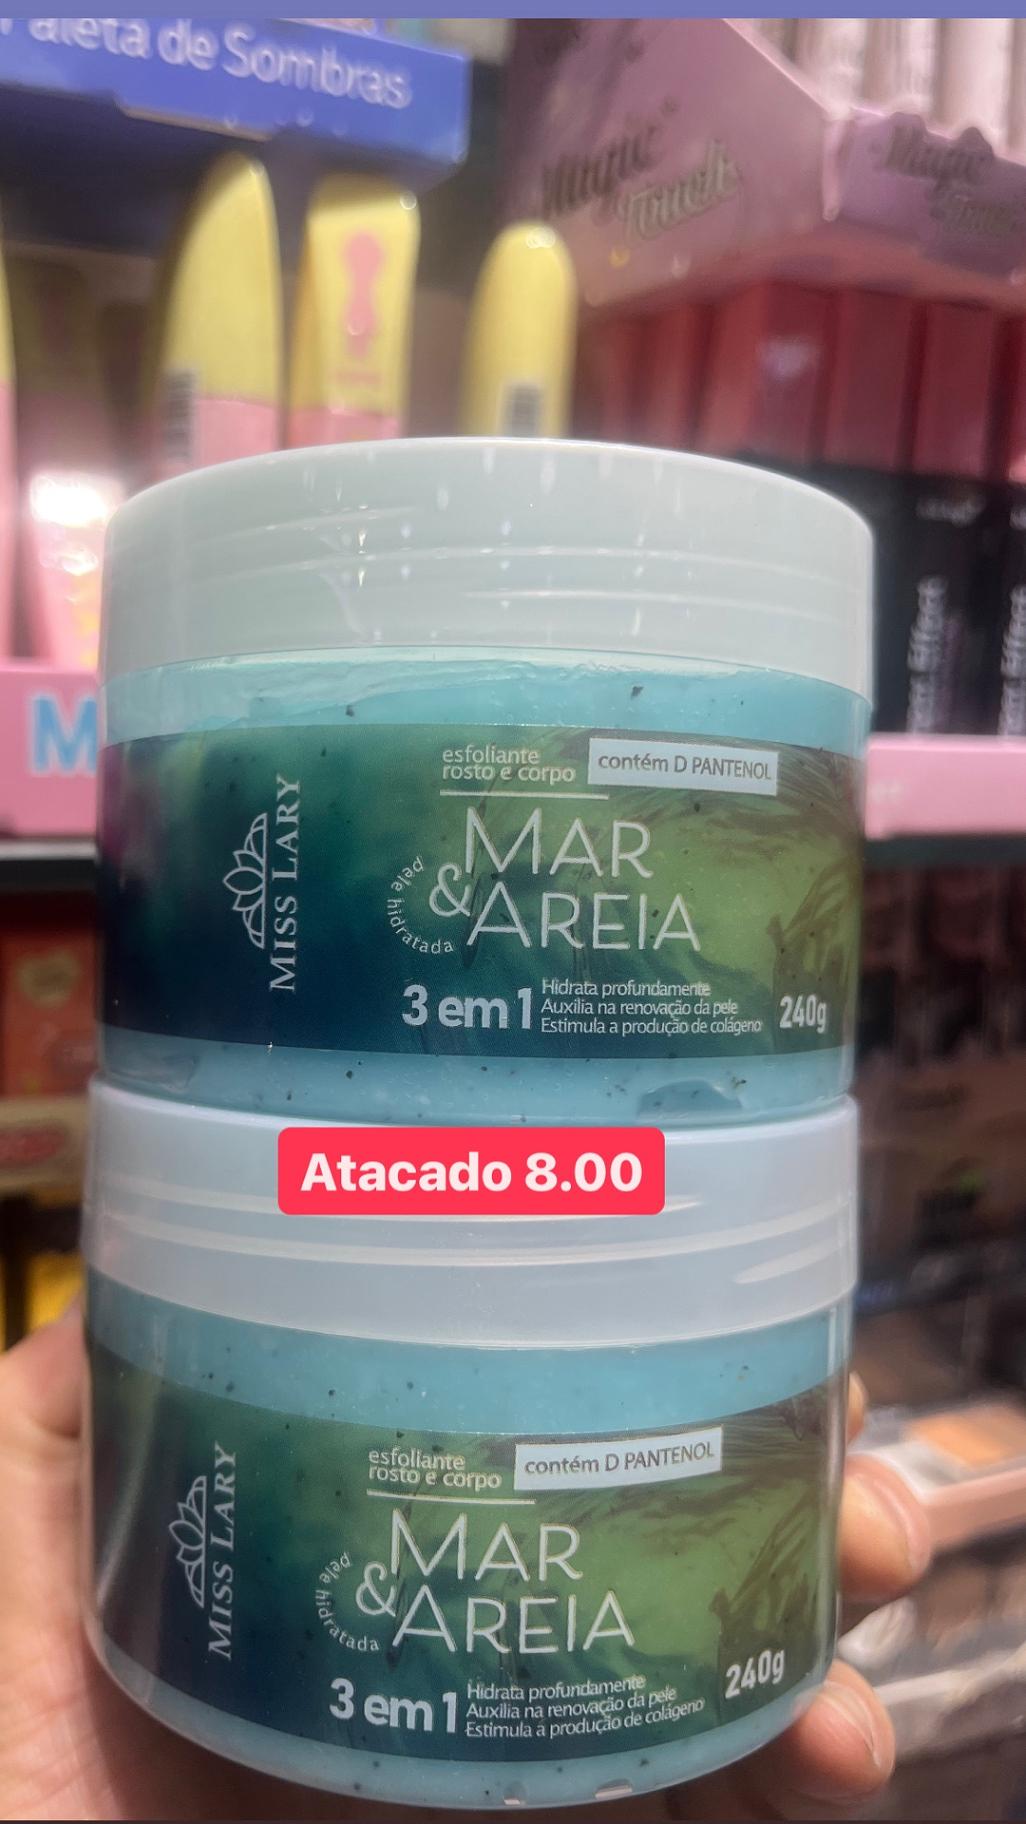 Paleta de Sombras
Magic
Touch
Magic
Touch
M
MISS LARY
esfoliante
rosto e corpo
contém D PANTENOL
MAR
& AREIA
pele hidratada
3 em 1
Hidrata profundamente
Auxilia na renovação da pele
Estimula a produção de colágeno
240g
Atacado 8.00
MISS LARY
esfoliante
rosto e corpo
contém D PANTENOL
MAR
& AREIA
pele hidratada
3 em 1
Hidrata profundamente
Auxilia na renovação da pele
Estimula a produção de colágeno
240g